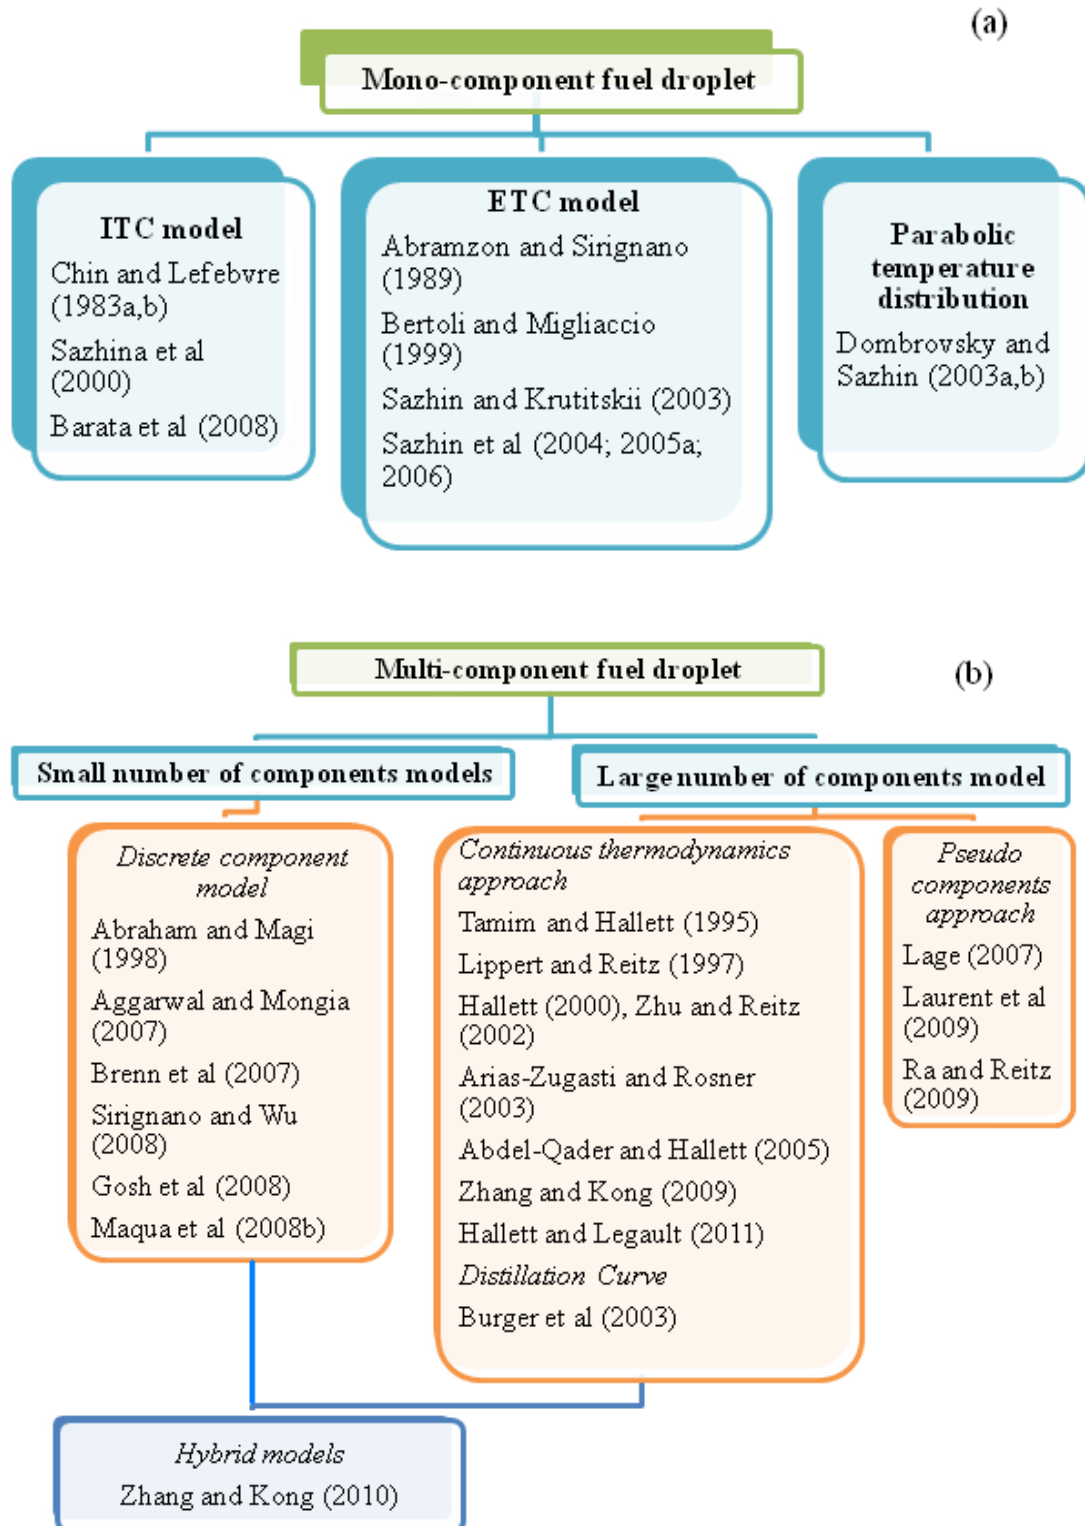 (a)
Mono-component fuel droplet
ITC model
Chin and Lefebvre
(1983a,b)
Sazhina et al
(2000)
Barata et al (2008)
ETC model
Abramzon and Sirignano
(1989)
Bertoli and Migliaccio
(1999)
Sazhin and Krutitskii (2003)
Sazhin et al (2004; 2005a;
2006)
Parabolic
temperature
distribution
Dombrovsky and
Sazhin (2003a,b)
Multi-component fuel droplet
(b)
Small number of components models
Large number of components model
Discrete component
model
Abraham and Magi
(1998)
Aggarwal and Mongia
(2007)
Brenn et al (2007)
Sirignano and Wu
(2008)
Gosh et al (2008)
Maqua et al (2008b)
Continuous thermodynamics
approach
Tamim and Hallett (1995)
Lippert and Reitz (1997)
Hallett (2000), Zhu and Reitz
(2002)
Arias-Zugasti and Rosner
(2003)
Abdel-Qader and Hallett (2005)
Zhang and Kong (2009)
Hallett and Legault (2011)
Distillation Curve
Burger et al (2003)
Pseudo
components
approach
Lage (2007)
Laurent et al
(2009)
Ra and Reitz
(2009)
Hybrid models
Zhang and Kong (2010)